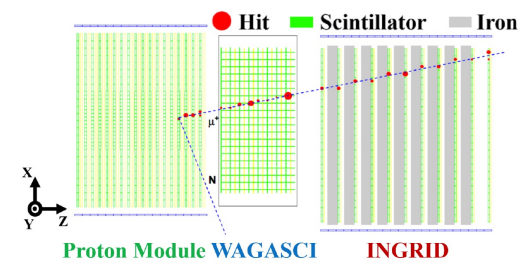 Hit Scintillator Iron
μ+
N
X
Y Z
Proton Module WAGASCI INGRID